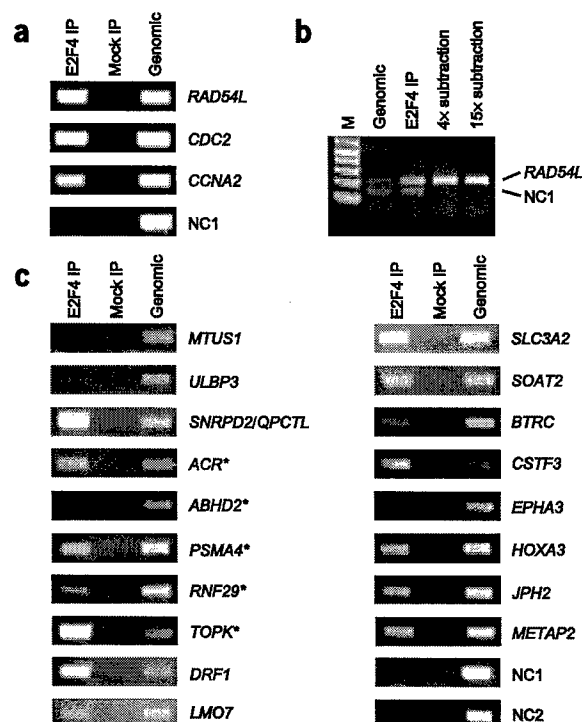 a
E2F4 IP
Mock IP
Genomic
RAD54L
CDC2
CCNA2
NC1
b
M
Genomic
E2F4 IP
4x subtraction
15x subtraction
RAD54L
NC1
c
E2F4 IP
Mock IP
Genomic
MTUS1
ULBP3
SNRPD2/QPCTL
ACR*
ABHD2*
PSMA4*
RNF29*
TOPK*
DRF1
LMO7
E2F4 IP
Mock IP
Genomic
SLC3A2
SOAT2
BTRC
CSTF3
EPHA3
HOXA3
JPH2
METAP2
NC1
NC2